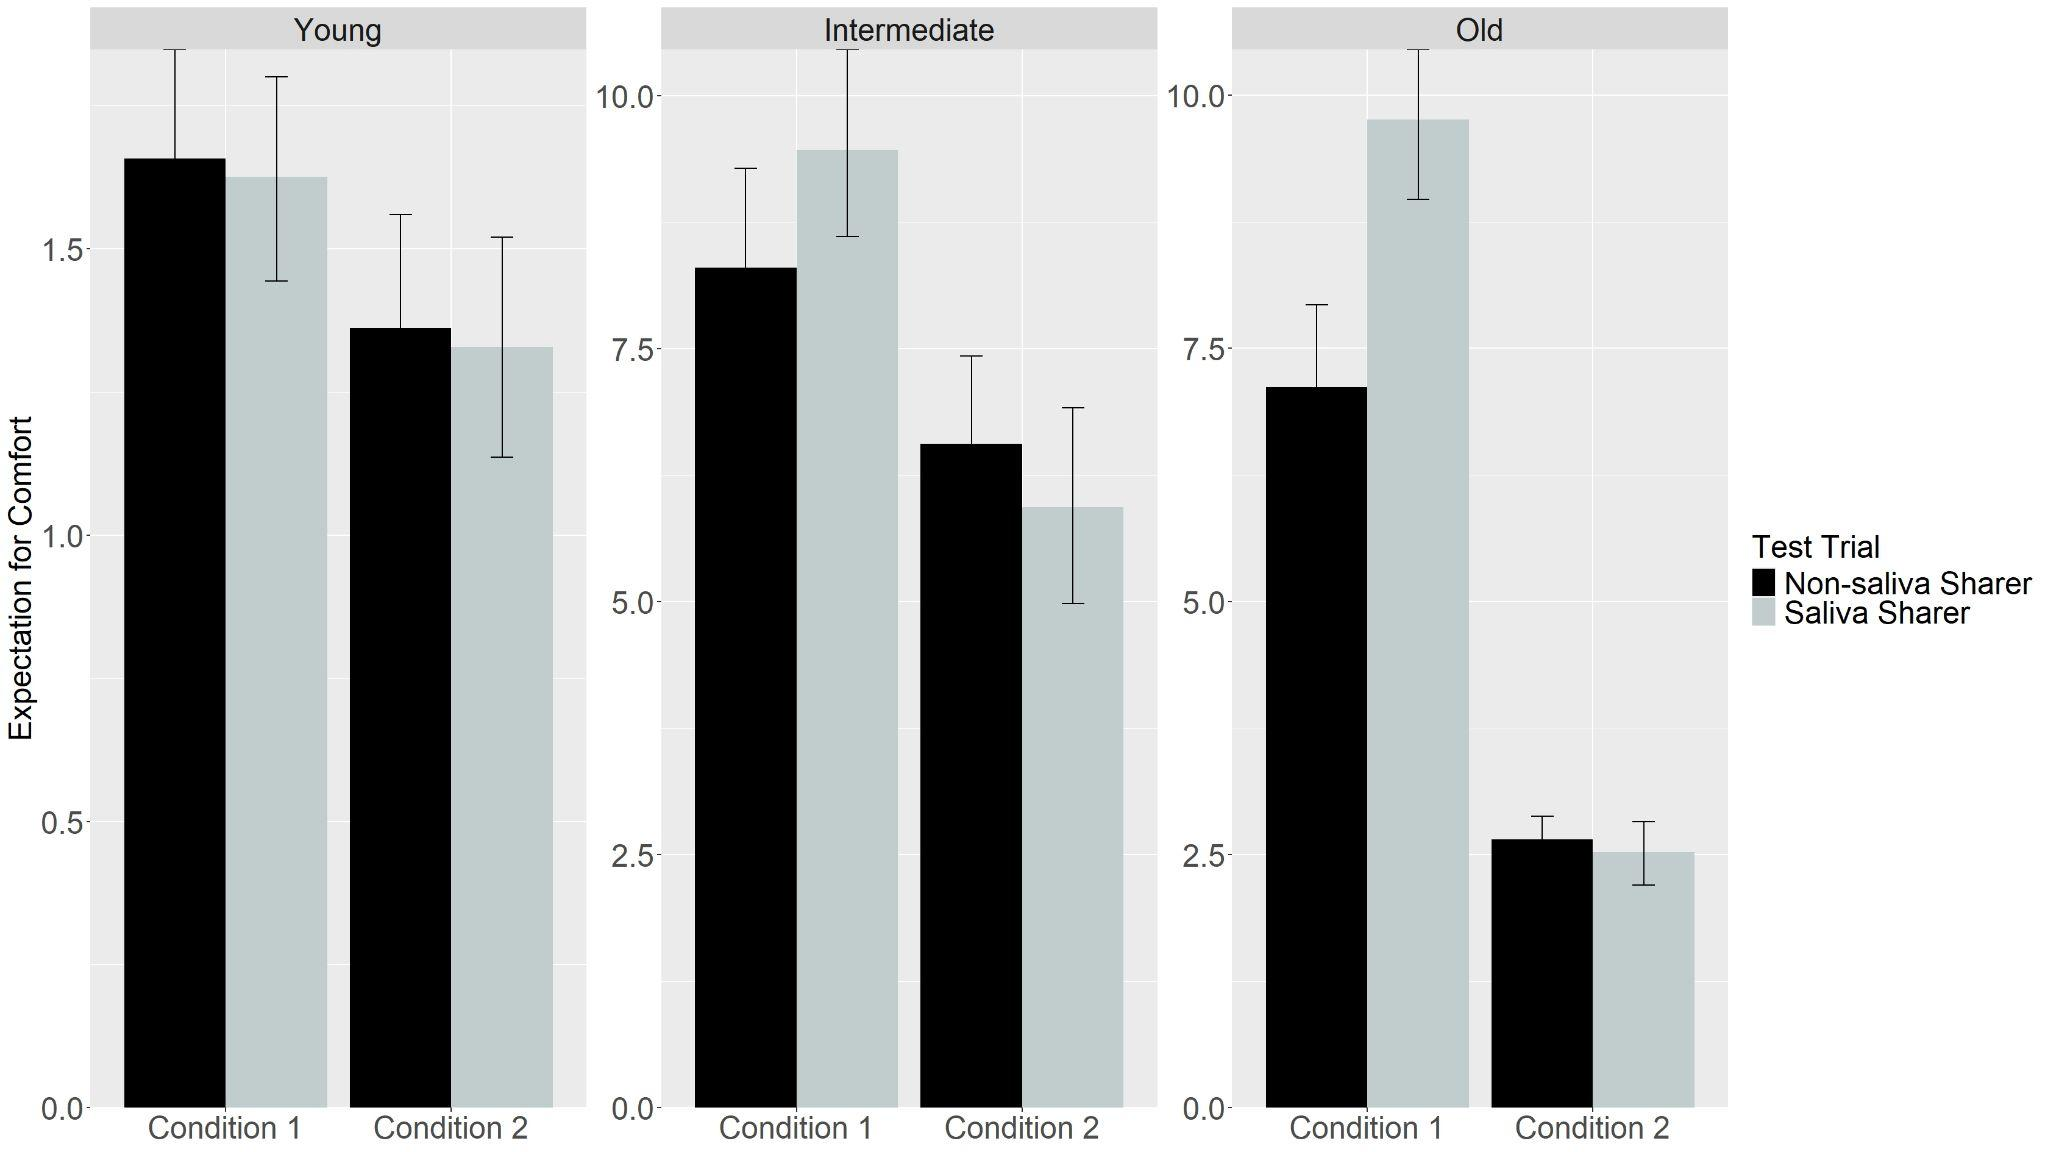 Young Intermediate Old
Expectation for Comfort
1.5
1.0
0.5
0.0
10.0
7.5
5.0
2.5
0.0
10.0
7.5
5.0
2.5
0.0
Condition 1 Condition 2 Condition 1 Condition 2 Condition 1 Condition 2
Test Trial
Non-saliva Sharer
Saliva Sharer